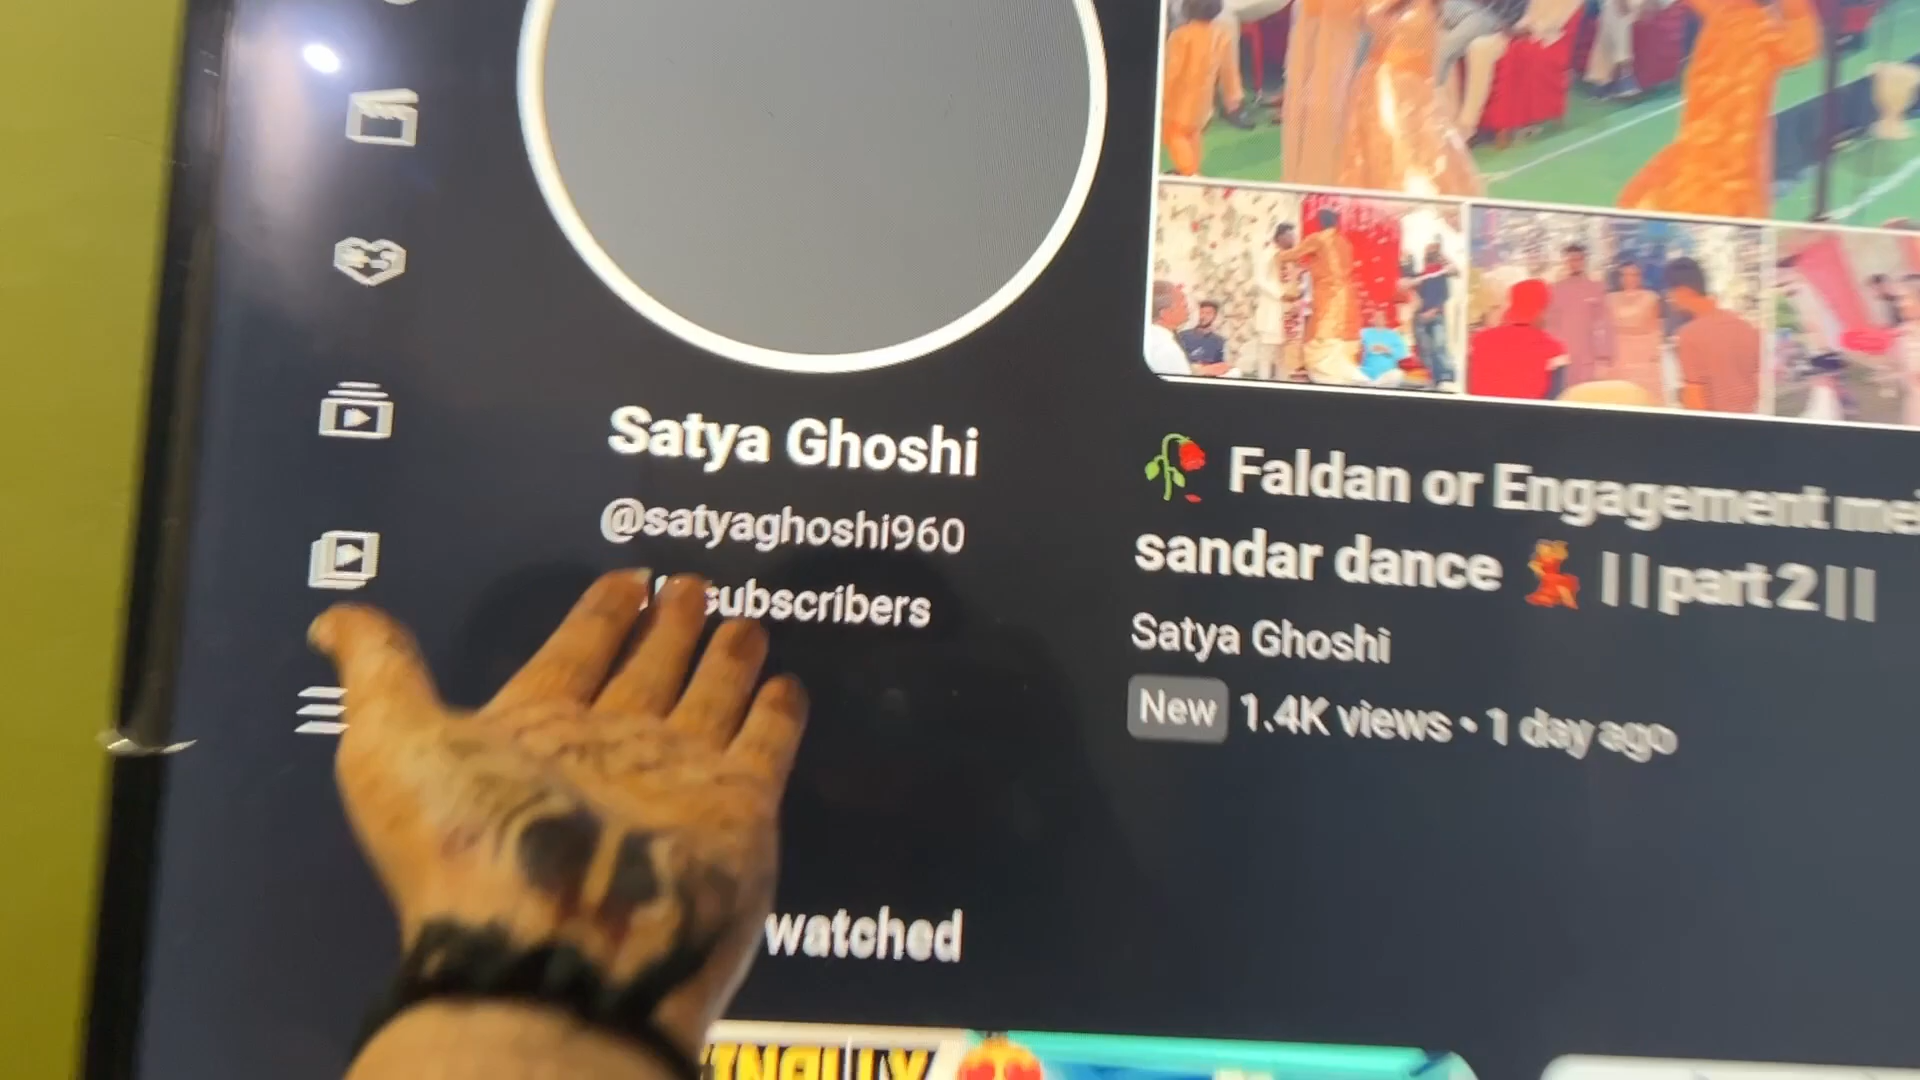 Satya Ghoshi
@satyaghoshi960
subscribers
Faldan or Engagement
sandar dance 💃 ||part 2||
Satya Ghoshi
New 1.4K views • 1 day ago
watched